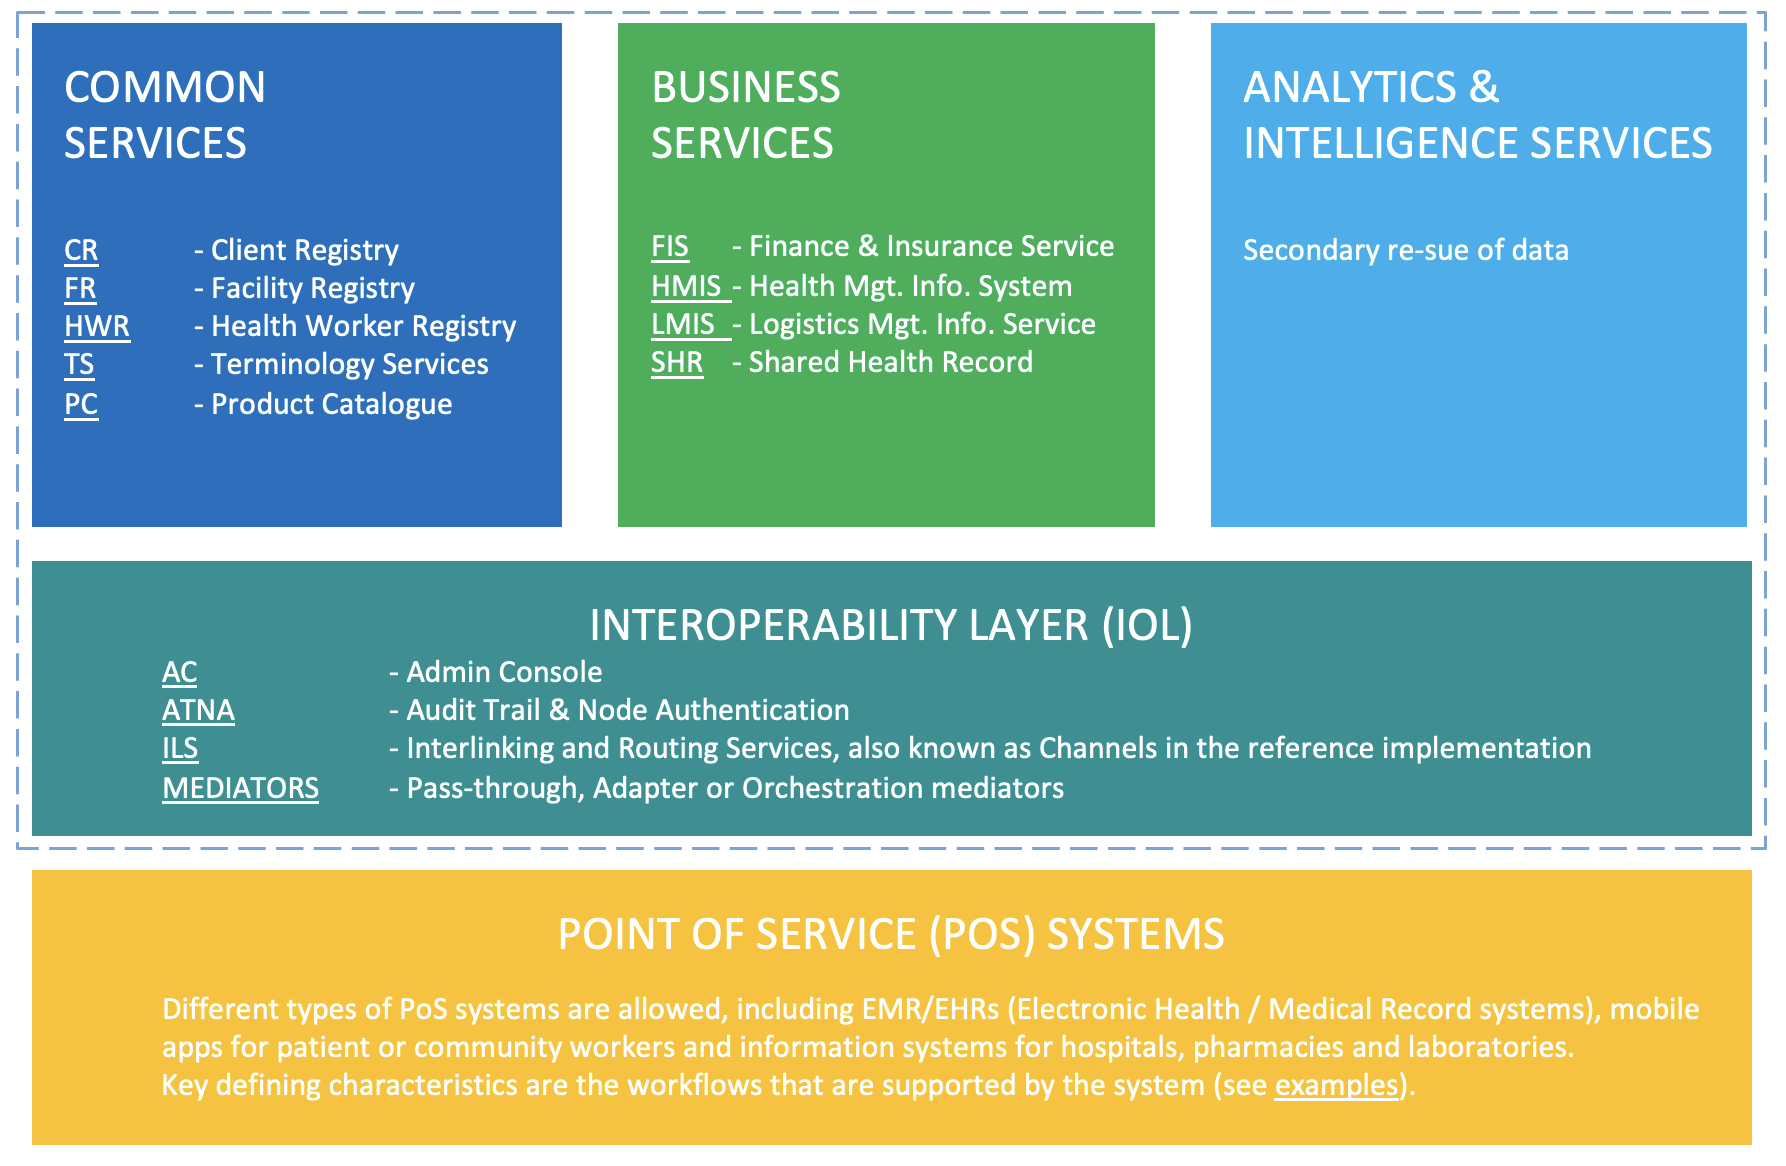 COMMON
SERVICES
CR - Client Registry
FR - Facility Registry
HWR - Health Worker Registry
TS - Terminology Services
PC - Product Catalogue
BUSINESS
SERVICES
FIS - Finance & Insurance Service
HMIS - Health Mgt. Info. System
LMIS - Logistics Mgt. Info. Service
SHR - Shared Health Record
ANALYTICS &
INTELLIGENCE SERVICES
Secondary re-sue of data
INTEROPERABILITY LAYER (IOL)
AC - Admin Console
ATNA - Audit Trail & Node Authentication
ILS - Interlinking and Routing Services, also known as Channels in the reference implementation
MEDIATORS - Pass-through, Adapter or Orchestration mediators
POINT OF SERVICE (POS) SYSTEMS
Different types of PoS systems are allowed, including EMR/EHRs (Electronic Health / Medical Record systems), mobile
apps for patient or community workers and information systems for hospitals, pharmacies and laboratories.
Key defining characteristics are the workflows that are supported by the system (see examples).